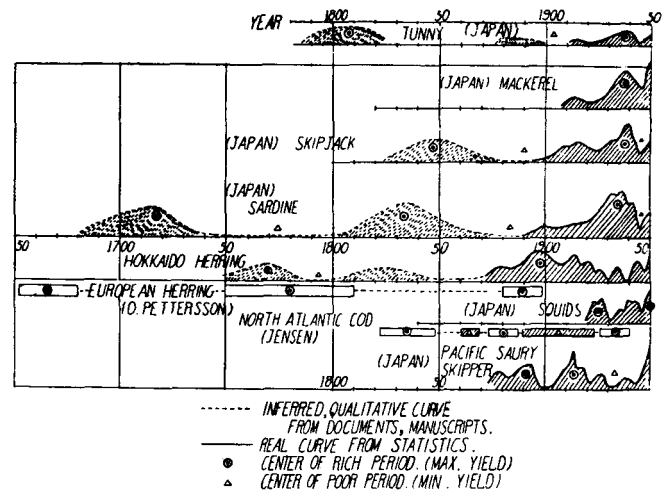 YEAR 1800 50 1900 50
TUNNY (JAPAN)
(JAPAN) MACKEREL
(JAPAN) SKIPJACK
(JAPAN)
SARDINE
50 1700 50 1800 50 1900 50
HOKKAIDO HERRING
EUROPEAN HERRING
(O. PETTERSSON)
(JAPAN) SQUIDS
NORTH ATLANTIC COD
(JENSEN)
(JAPAN) PACIFIC SAURY
SKIPPER
1800 50
INFERRED, QUALITATIVE CURVE
FROM DOCUMENTS, MANUSCRIPTS.
REAL CURVE FROM STATISTICS.
CENTER OF RICH PERIOD. (MAX. YIELD)
CENTER OF POOR PERIOD. (MIN. YIELD)